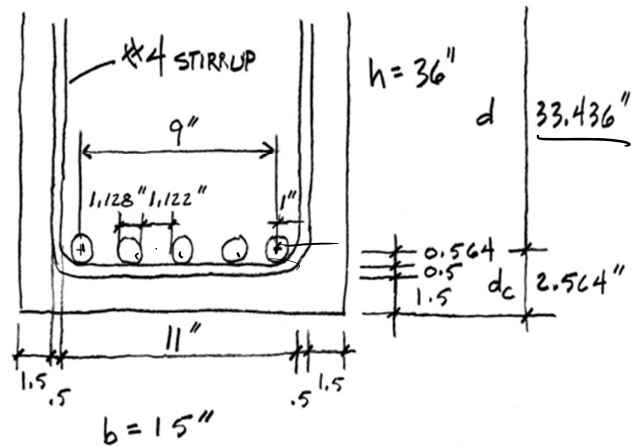 #4 STIRRUP
h = 36"
d 33.436"
9"
1,128" 1,122" 1"
0.564
0.5
1.5 dc 2.564"
11"
1.5 .5 .5 1.5
b = 15"